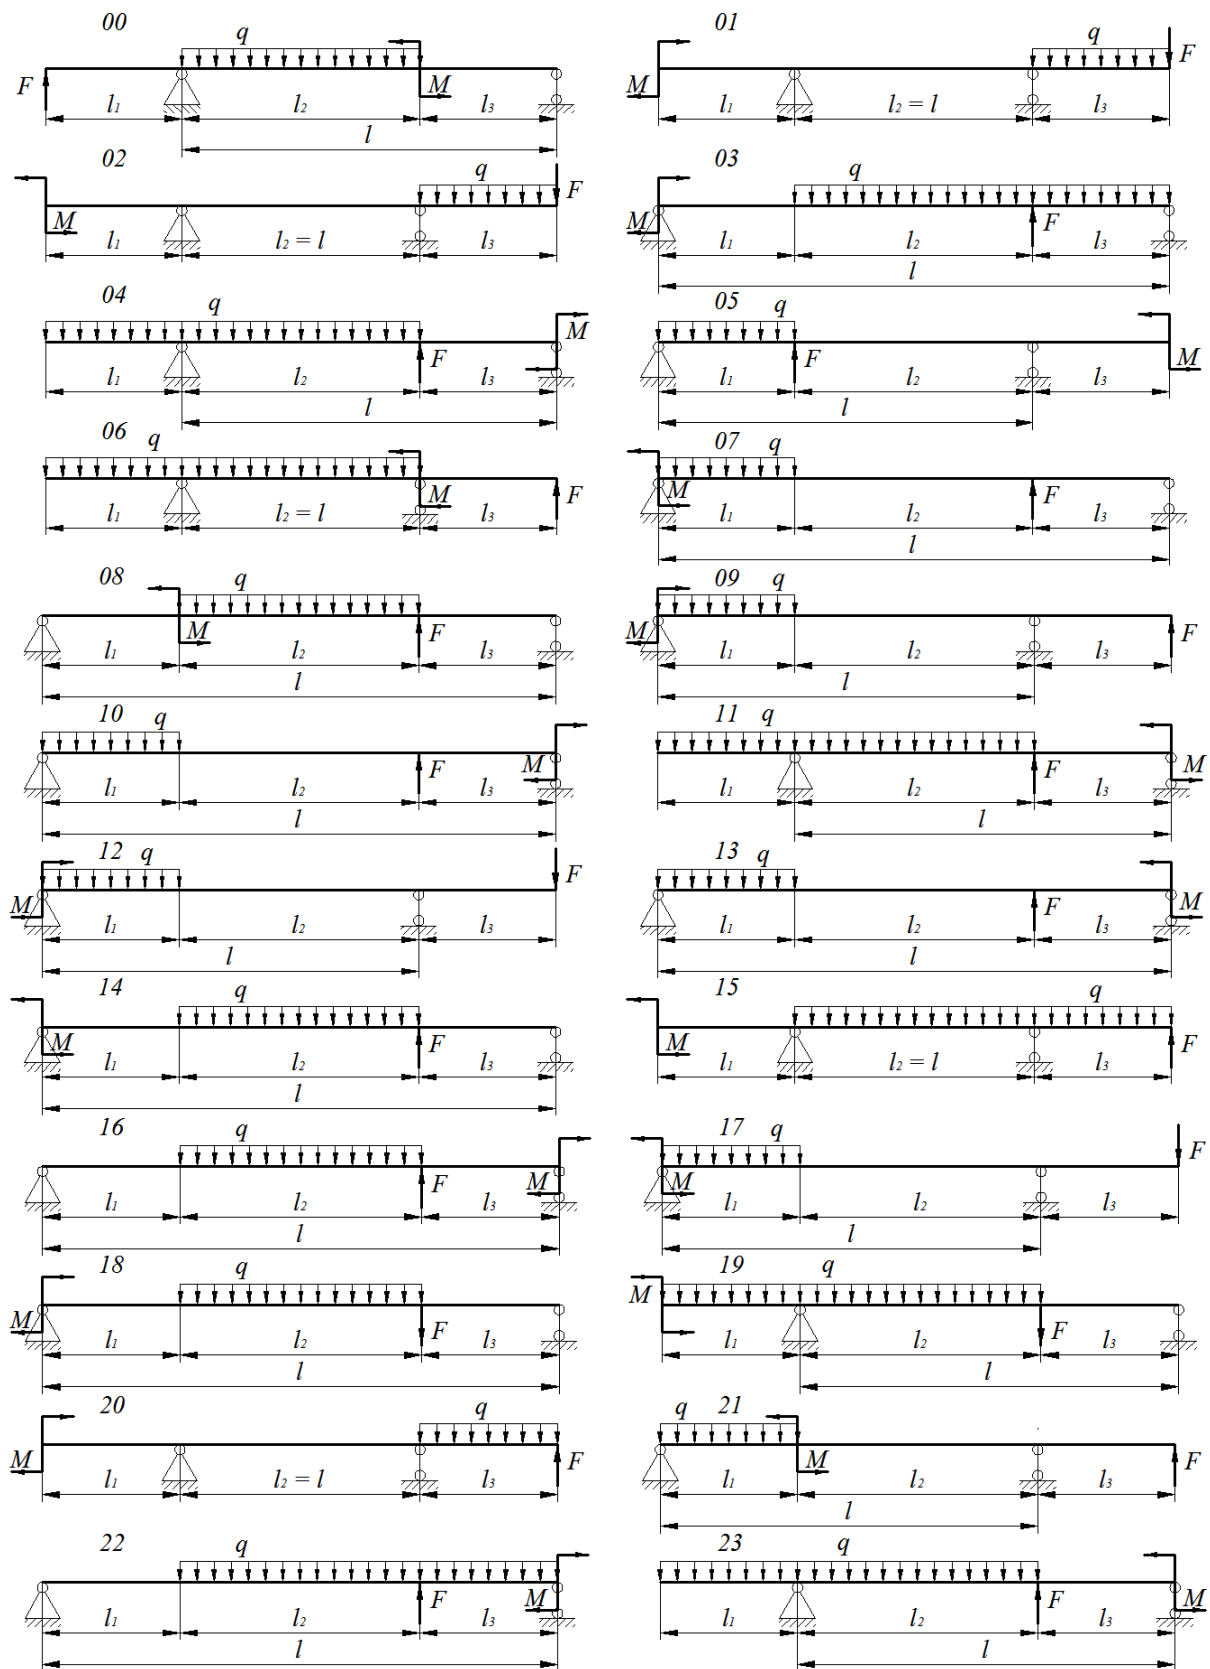 00 q 01 q
F M M F
l1 l2 l3 l1 l2 = l l3
l
02 q 03 q
M F M F
l1 l2 = l l3 l1 l2 l3
l
04 q 05 q
F M F M
l1 l2 l3 l1 l2 l3
l l
06 q 07 q
M F M F
l1 l2 = l l3 l1 l2 l3
l
08 q 09 q
M F M F
l1 l2 l3 l1 l2 l3
l l
10 q 11 q
F M F M
l1 l2 l3 l1 l2 l3
l l
12 q 13 q
M F F M
l1 l2 l3 l1 l2 l3
l l
14 q 15 q
M F M F
l1 l2 l3 l1 l2 = l l3
l
16 q 17 q
F M M F
l1 l2 l3 l1 l2 l3
l l
18 q 19 q
M F M F
l1 l2 l3 l1 l2 l3
l l
20 q q 21
M F M F
l1 l2 = l l3 l1 l2 l3
l
22 q 23 q
F M F M
l1 l2 l3 l1 l2 l3
l l